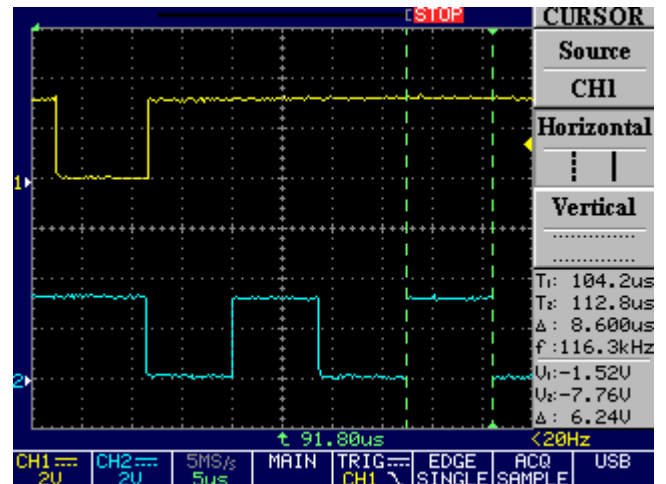 STOP
CURSOR
Source
CH1
Horizontal
Vertical
1
2
T1: 104.2us
T2: 112.8us
Δ: 8.600us
f :116.3kHz
V1:-1.52V
V2:-7.76V
Δ: 6.24V
t 91.80us
<20Hz
CH1 CH2 5MS/s MAIN TRIG EDGE ACQ USB
2V 2V 5us CH1 SINGLE SAMPLE